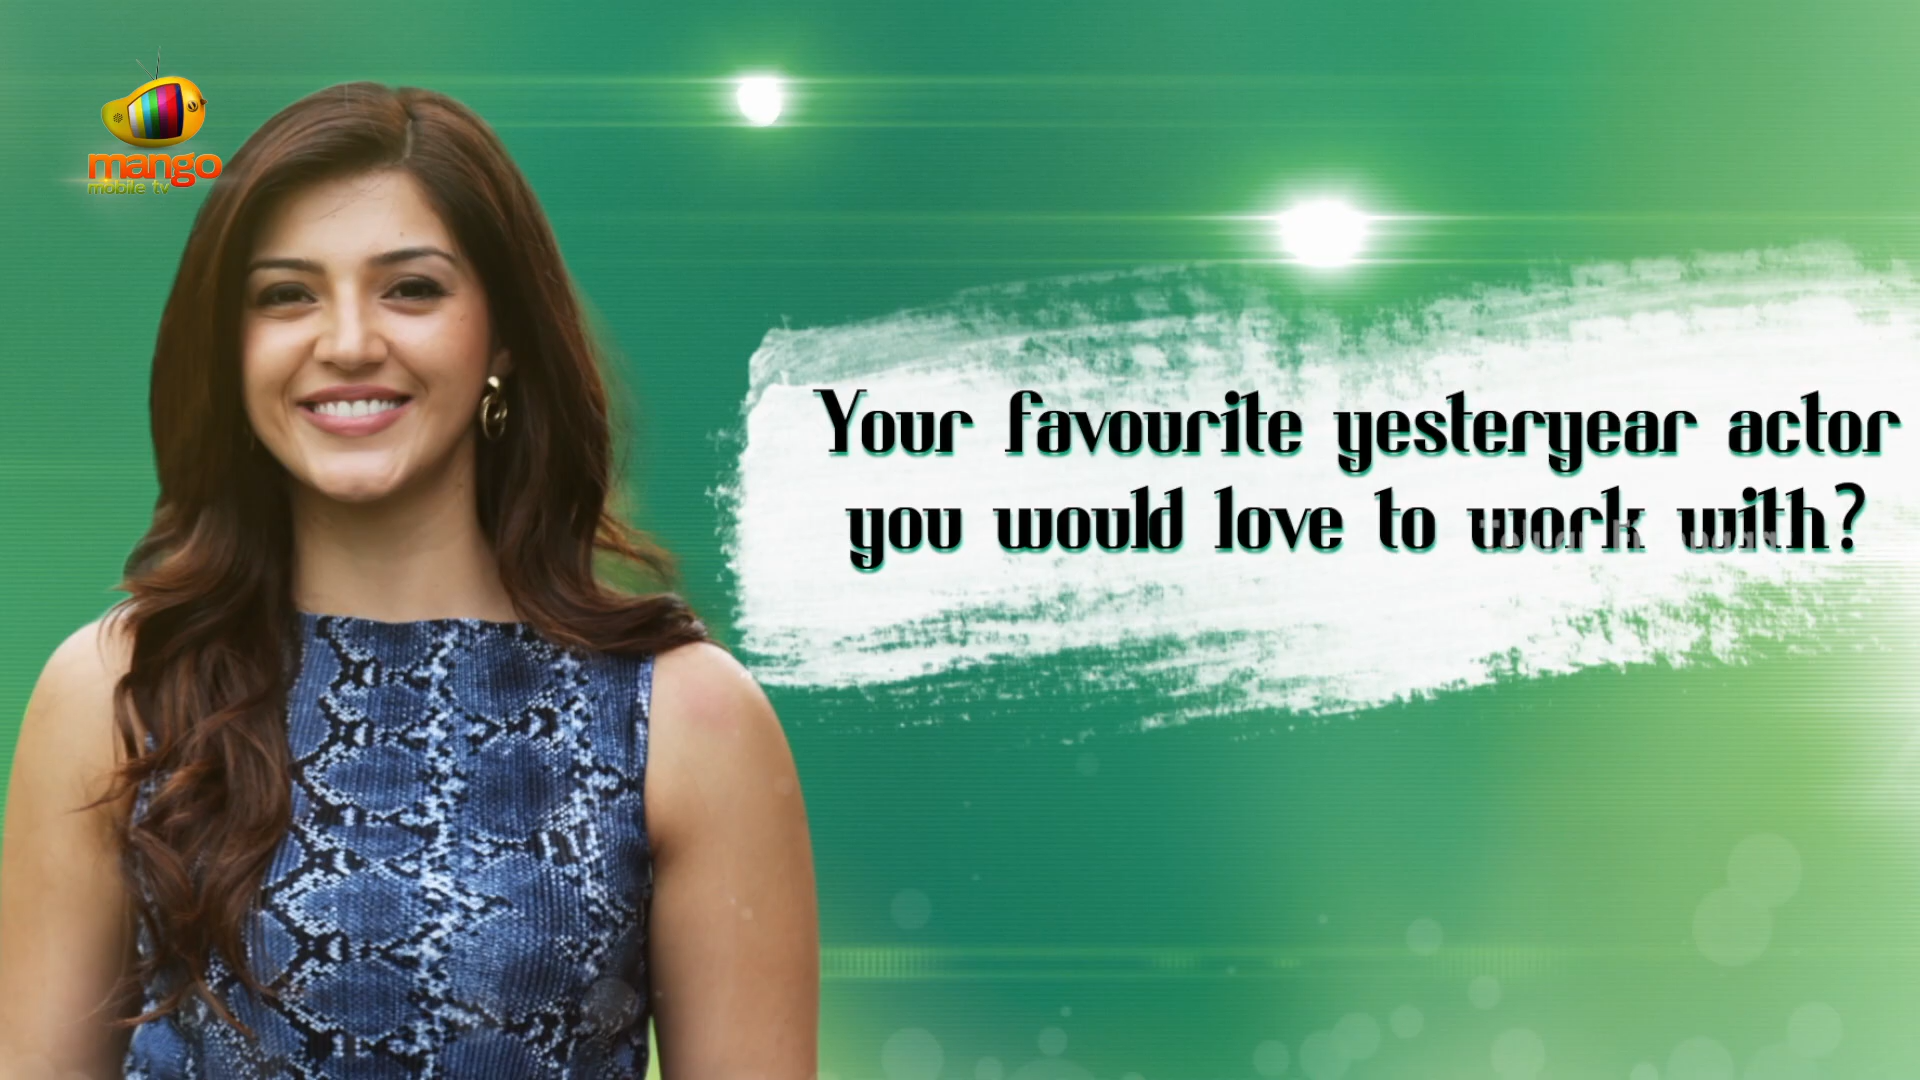 mango
mobile tv
Your favourite yesteryear actor
you would love to work with?